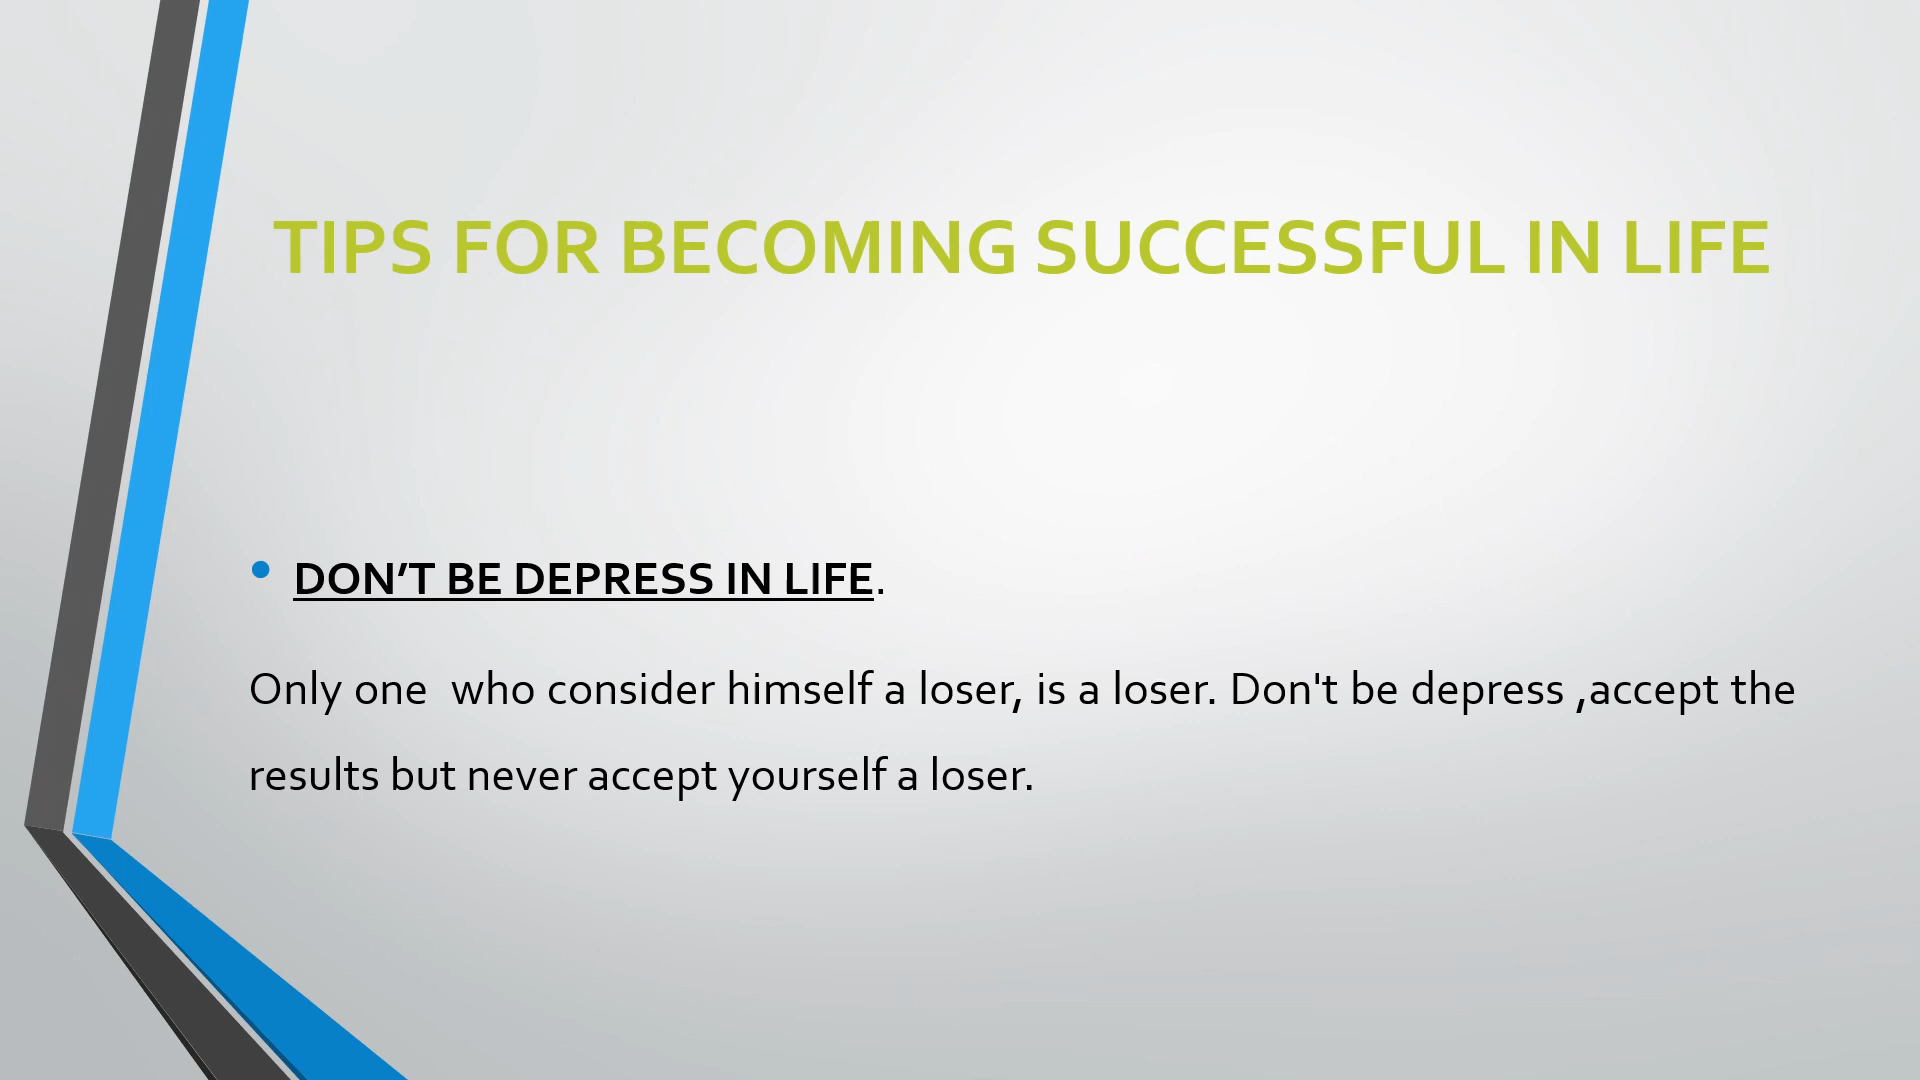 TIPS FOR BECOMING SUCCESSFUL IN LIFE
• DON’T BE DEPRESS IN LIFE.
Only one  who consider himself a loser, is a loser. Don't be depress ,accept the
results but never accept yourself a loser.